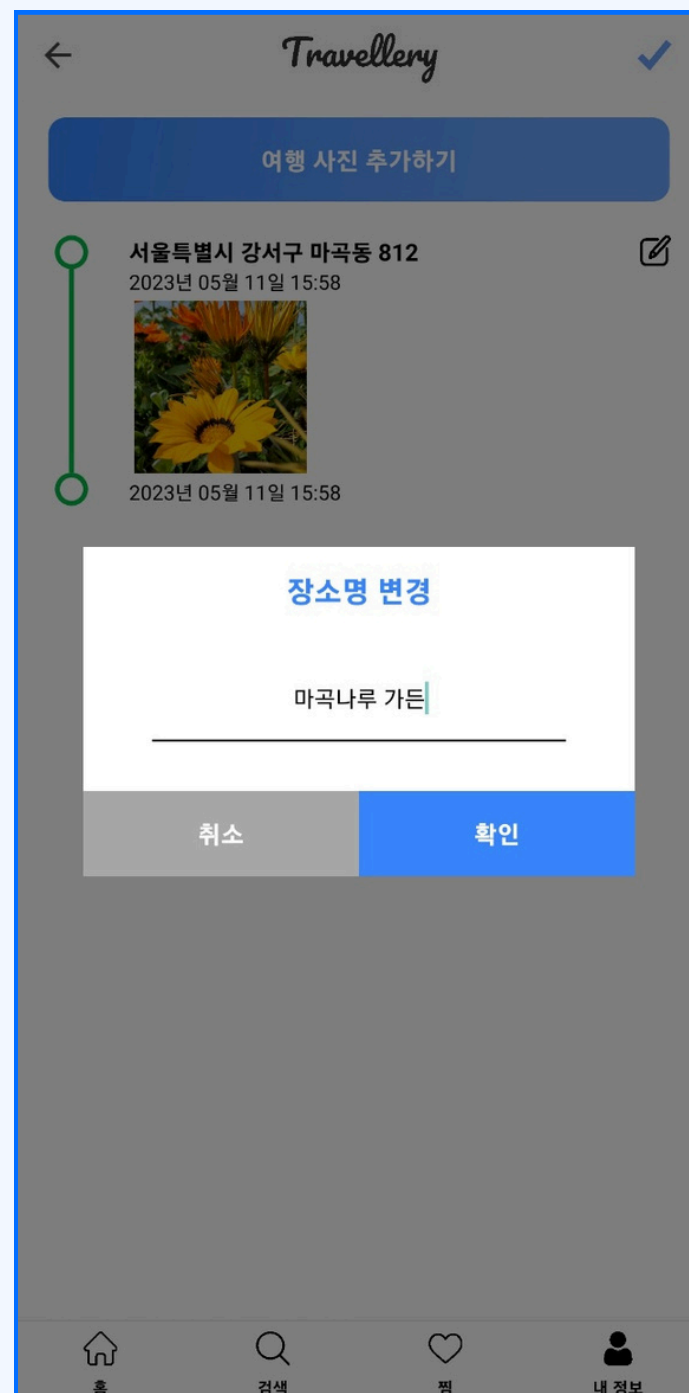 Travellery
여행 사진 추가하기
서울특별시 강서구 마곡동 812
2023년 05월 11일 15:58
2023년 05월 11일 15:58
장소명 변경
마곡나루 가든
취소 확인
홈 검색 찜 내 정보